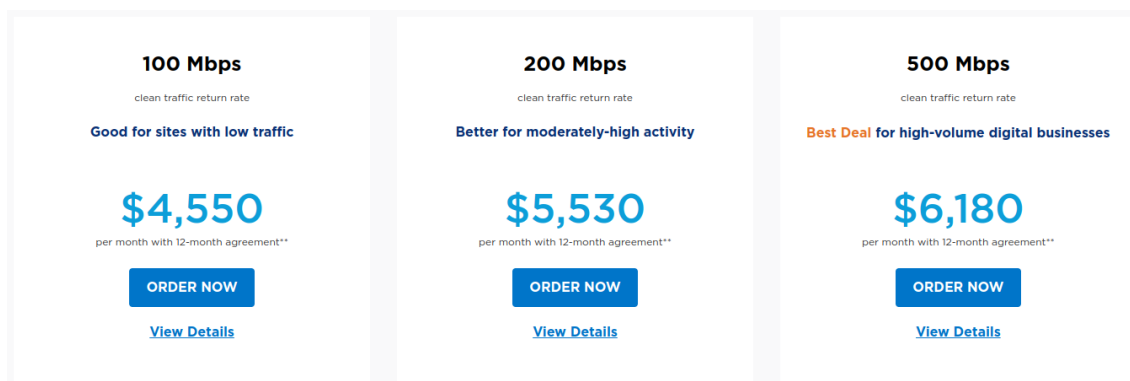 100 Mbps
clean traffic return rate
Good for sites with low traffic
$4,550
per month with 12-month agreement**
ORDER NOW
View Details
200 Mbps
clean traffic return rate
Better for moderately-high activity
$5,530
per month with 12-month agreement**
ORDER NOW
View Details
500 Mbps
clean traffic return rate
Best Deal for high-volume digital businesses
$6,180
per month with 12-month agreement**
ORDER NOW
View Details